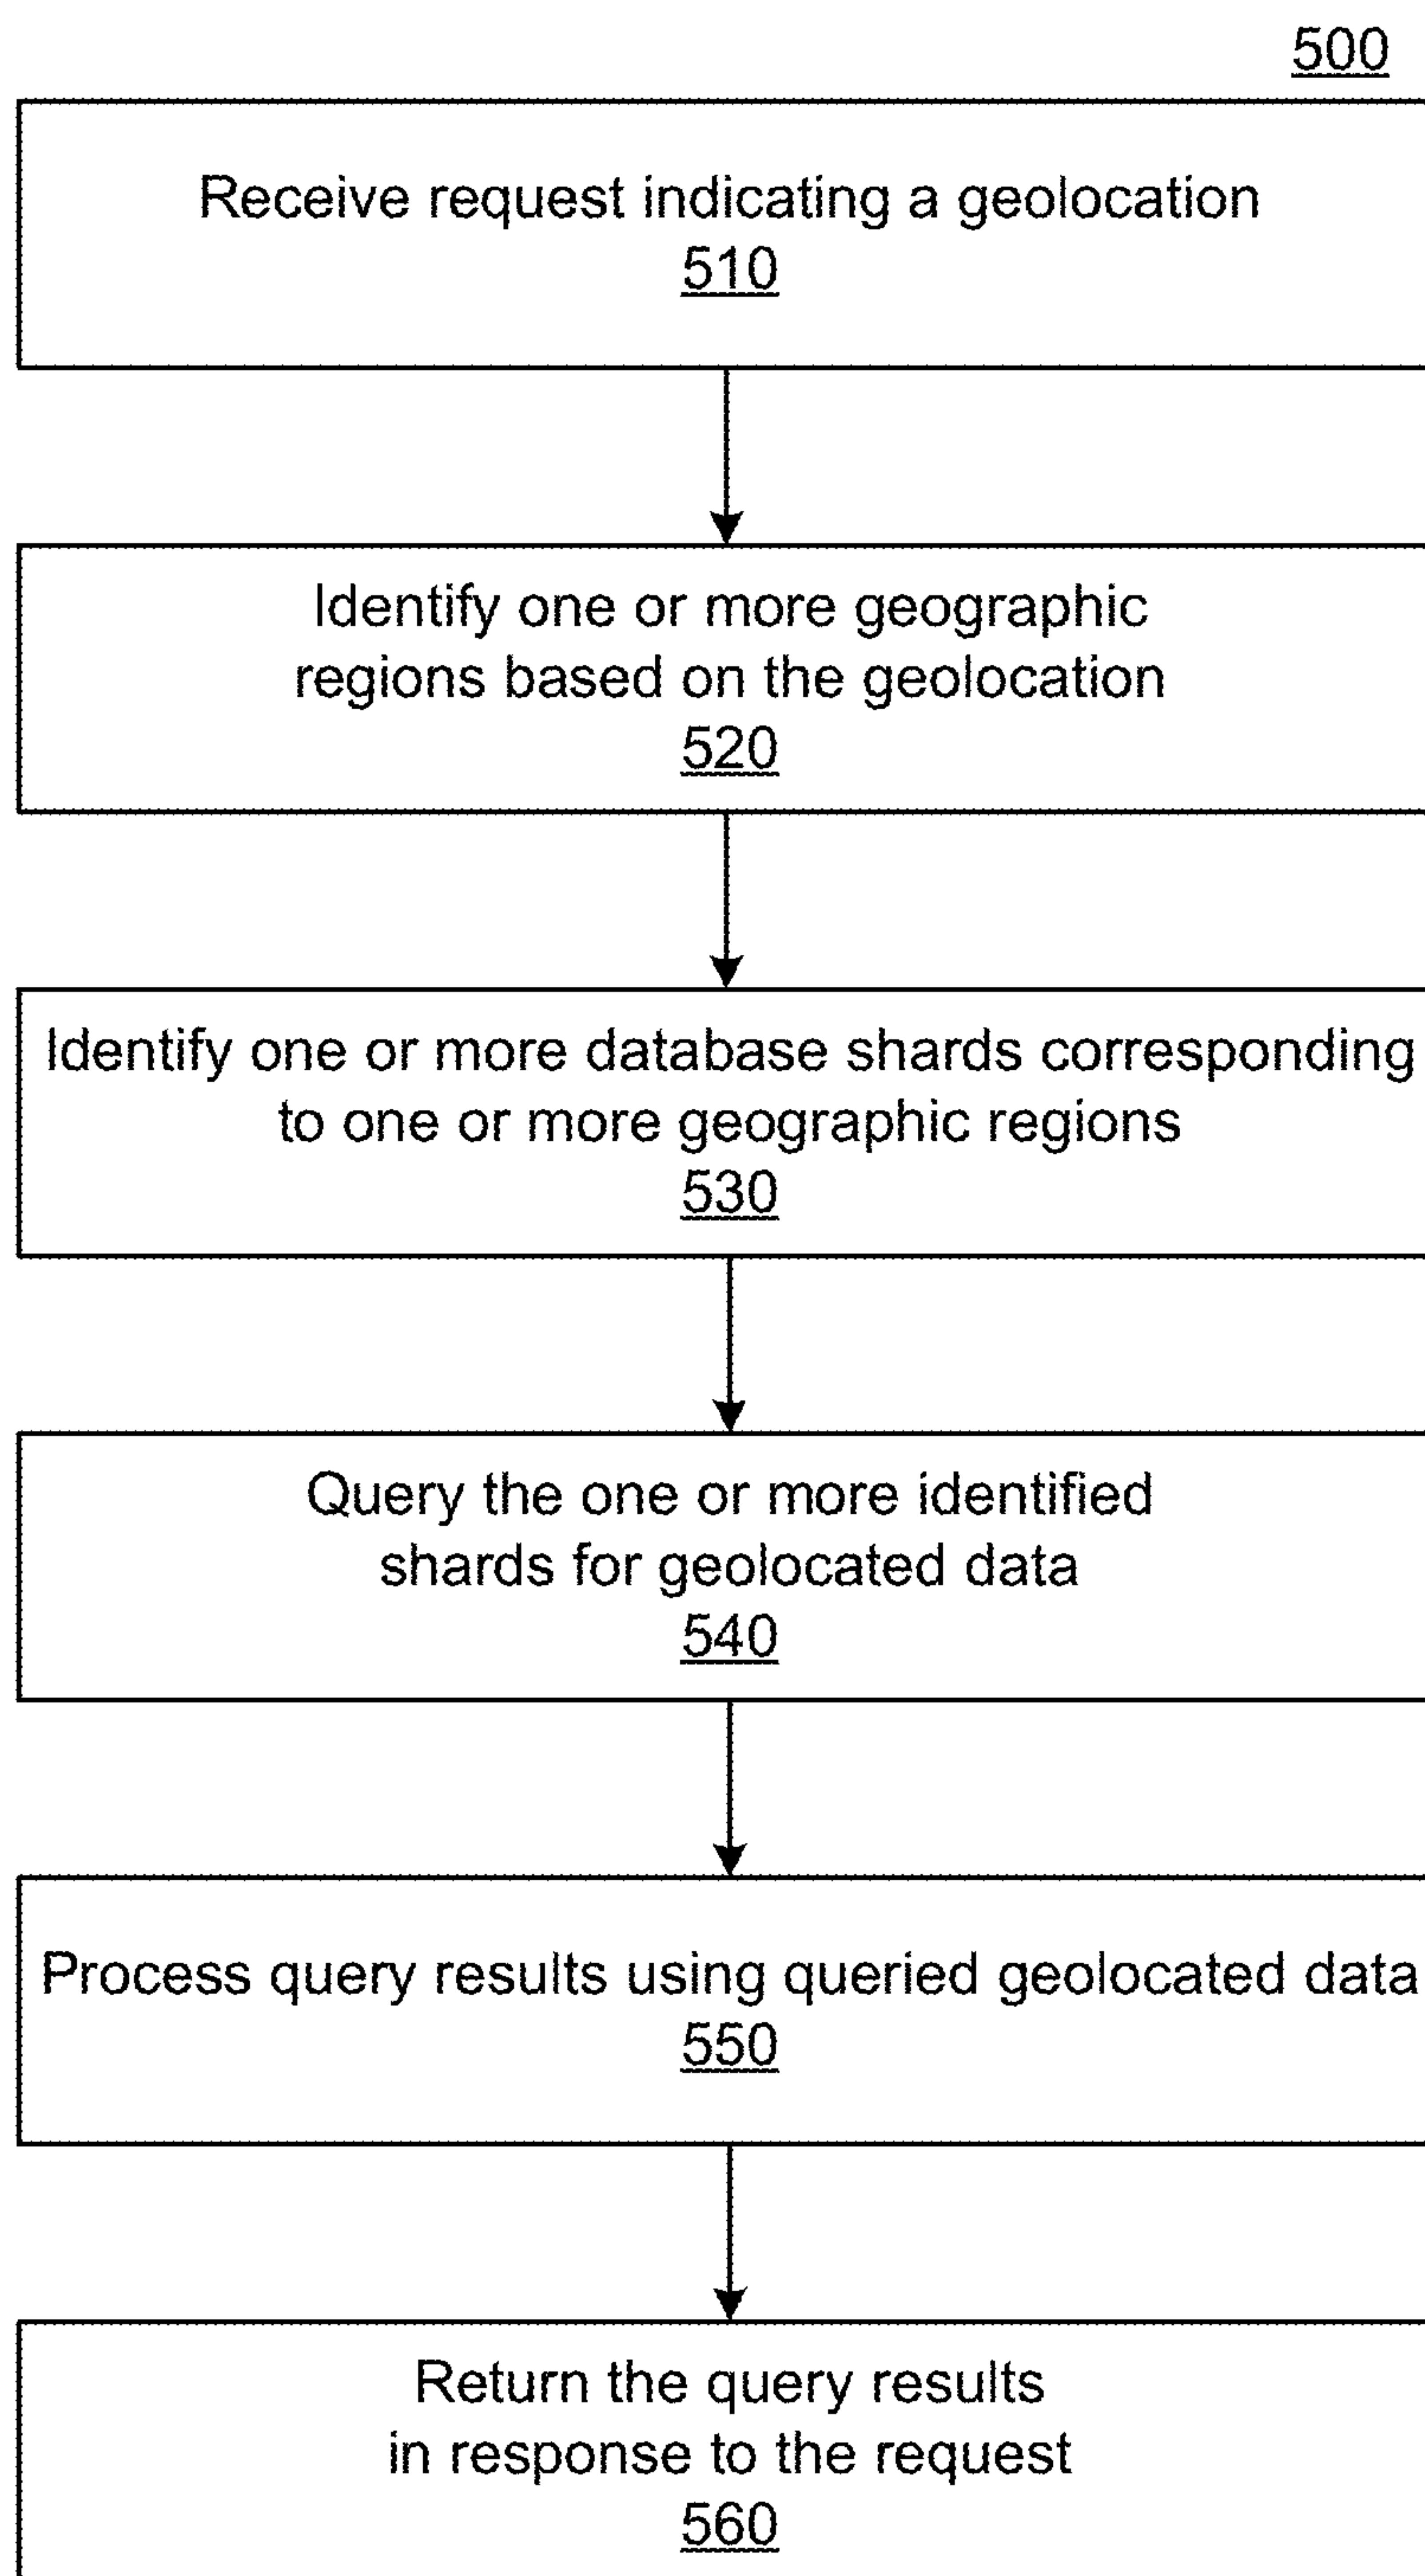 500
Receive request indicating a geolocation
510
Identify one or more geographic
regions based on the geolocation
520
Identify one or more database shards corresponding
to one or more geographic regions
530
Query the one or more identified
shards for geolocated data
540
Process query results using queried geolocated data
550
Return the query results
in response to the request
560